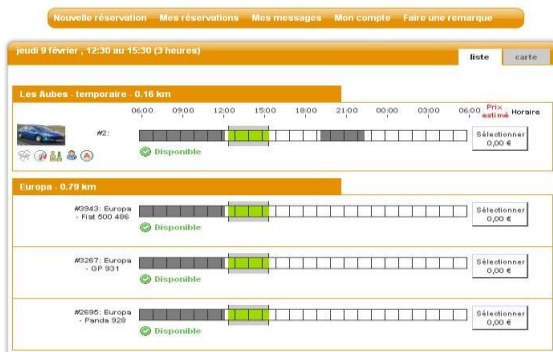 Nouvelle réservation Mes réservations Mes messages Mon compte Faire une remarque
jeudi 9 février , 12:30 au 15:30 (3 heures)
liste carte
Les Aubes - temporaire - 0.16 km
06:00 09:00 12:00 15:00 18:00 21:00 00:00 03:00 06:00 Prix estimé Horaire
#2:
Sélectionner
0,00 €
Disponible
Europa - 0.79 km
#3943: Europa
- Fiat 500 486
Sélectionner
0,00 €
Disponible
#3267: Europa
- GP 931
Sélectionner
0,00 €
Disponible
#2695: Europa
- Panda 928
Sélectionner
0,00 €
Disponible